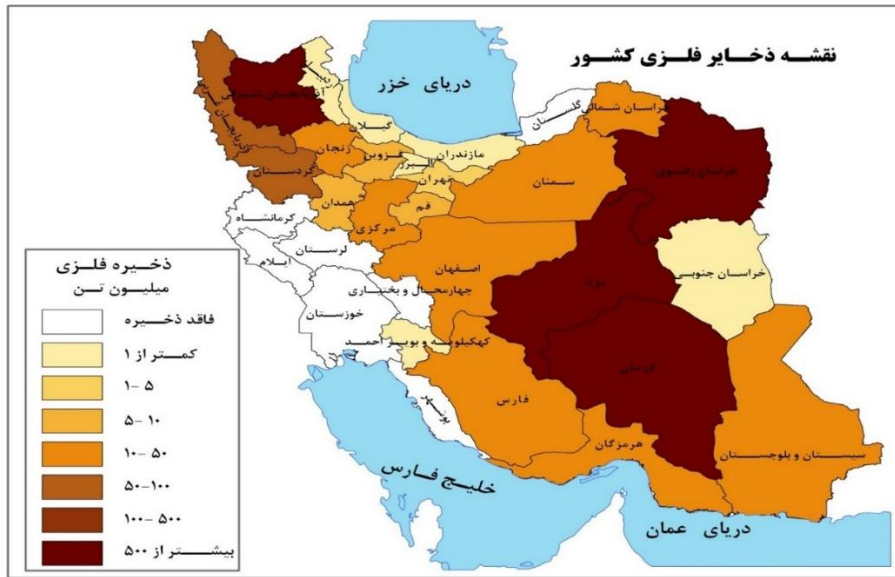 نقشه ذخایر فلزی کشور
دریای خزر
گلستان
خراسان شمالی
خراسان رضوی
آذربایجان شرقی
گیلان
مازندران
زنجان
قزوین
البرز
تهران
سمنان
کردستان
همدان
قم
مرکزی
کرمانشاه
لرستان
ایلام
اصفهان
یزد
خراسان جنوبی
چهارمحال و بختیاری
خوزستان
کهکیلویه و بویر احمد
کرمان
فارس
بوشهر
هرمزگان
سیستان و بلوچستان
خلیج فارس
دریای عمان
ذخیره فلزی
میلیون تن
فاقد ذخیره
کمتر از ۱
۱-۵
۵-۱۰
۱۰-۵۰
۵۰-۱۰۰
۱۰۰-۵۰۰
بیشتر از ۵۰۰